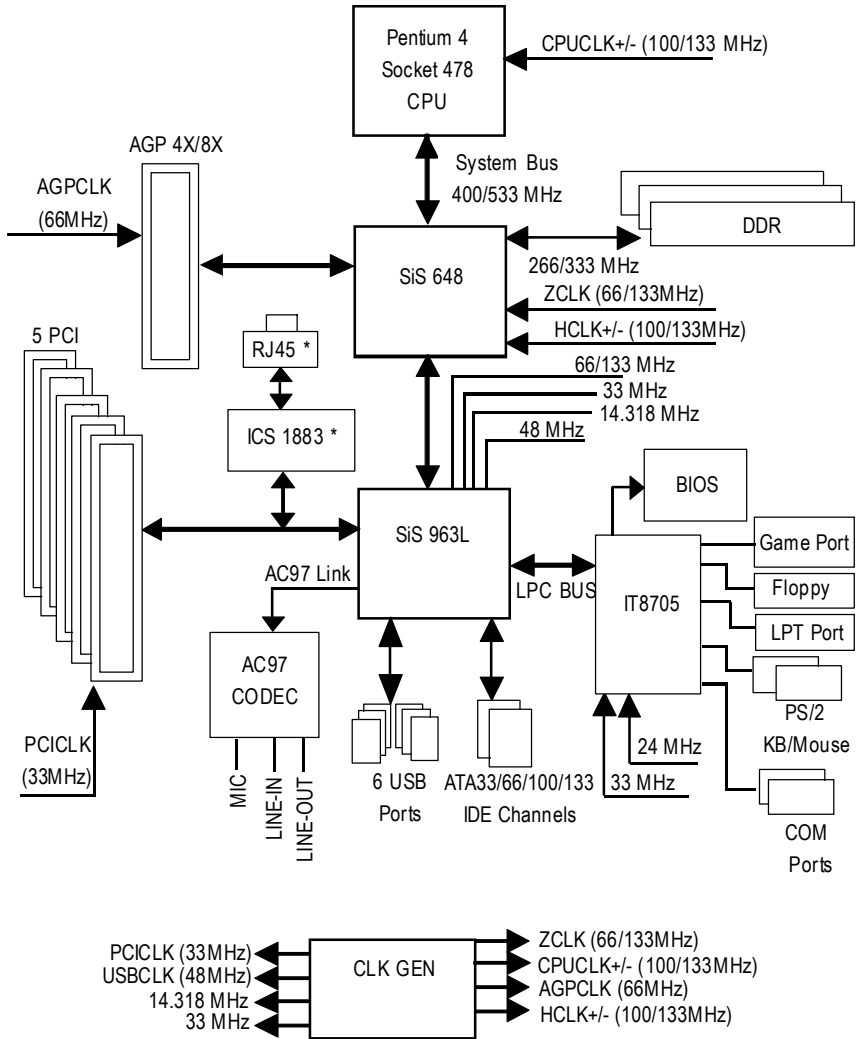 Pentium 4
Socket 478
CPU
CPUCLK+/- (100/133 MHz)
AGP 4X/8X
AGPCLK
(66MHz)
System Bus
400/533 MHz
DDR
SiS 648
266/333 MHz
ZCLK (66/133MHz)
HCLK+/- (100/133MHz)
5 PCI
RJ45 *
66/133 MHz
33 MHz
14.318 MHz
48 MHz
ICS 1883 *
BIOS
SiS 963L
Game Port
AC97 Link
LPC BUS
IT8705
Floppy
LPT Port
AC97
CODEC
PS/2
KB/Mouse
PCICLK
(33MHz)
24 MHz
33 MHz
MIC
LINE-IN
LINE-OUT
6 USB
Ports
ATA33/66/100/133
IDE Channels
COM
Ports
CLK GEN
PCICLK (33MHz)
USBCLK (48MHz)
14.318 MHz
33 MHz
ZCLK (66/133MHz)
CPUCLK+/- (100/133MHz)
AGPCLK (66MHz)
HCLK+/- (100/133MHz)